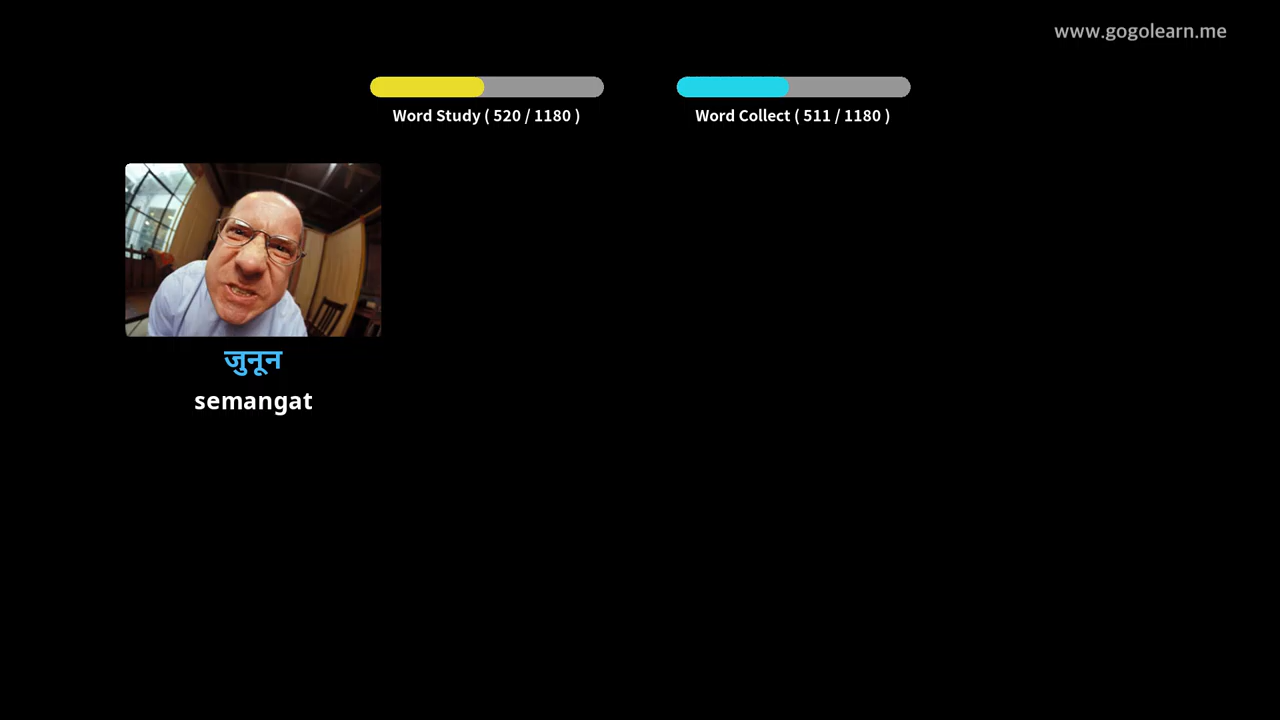 www.gogolearn.me
Word Study ( 520 / 1180 )
Word Collect ( 511 / 1180 )
जुनून
semangat